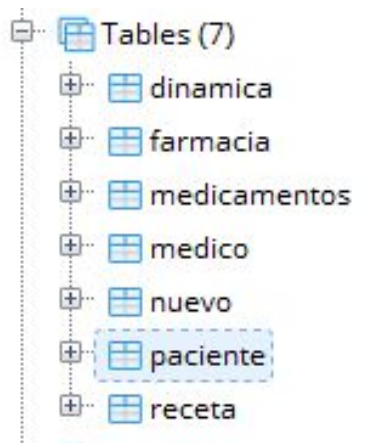 Tables (7)
dinamica
farmacia
medicamentos
medico
nuevo
paciente
receta